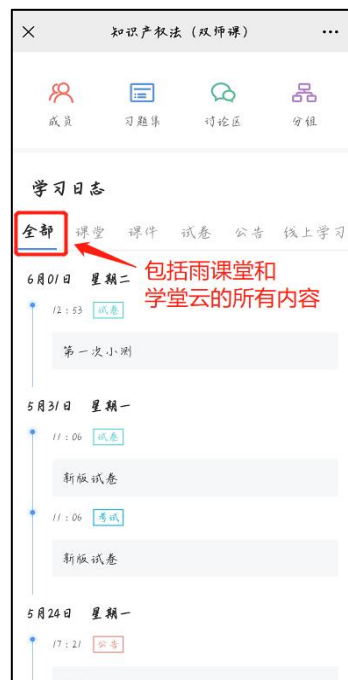 知识产权法（双师课）
成员 习题集 讨论区 分组
学习日志
全部 课堂 课件 试卷 公告 线上学习
包括雨课堂和
学堂云的所有内容
6月01日 星期二
12:53 试卷
第一次小测
5月31日 星期一
11:06 试卷
新版试卷
11:06 考试
新版试卷
5月24日 星期一
17:21 公告